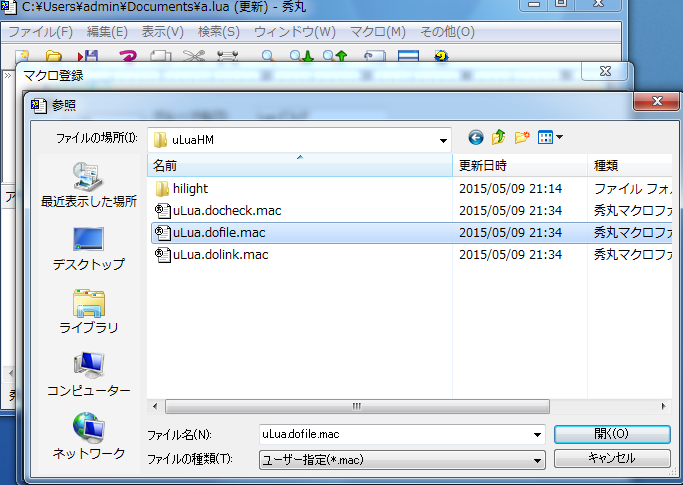 C:¥Users¥admin¥Documents¥a.lua (更新) - 秀丸
ファイル(F) 編集(E) 表示(V) 検索(S) ウィンドウ(W) マクロ(M) その他(O)
マクロ登録
参照
ファイルの場所(I): uLuaHM
名前 更新日時 種類
hilight 2015/05/09 21:14 ファイル フォ
uLua.docheck.mac 2015/05/09 21:34 秀丸マクロファ
uLua.dofile.mac 2015/05/09 21:34 秀丸マクロファ
uLua.dolink.mac 2015/05/09 21:34 秀丸マクロファ
最近表示した場所
デスクトップ
ライブラリ
コンピューター
ネットワーク
ファイル名(N): uLua.dofile.mac 開く(O)
ファイルの種類(T): ユーザー指定(*.mac) キャンセル